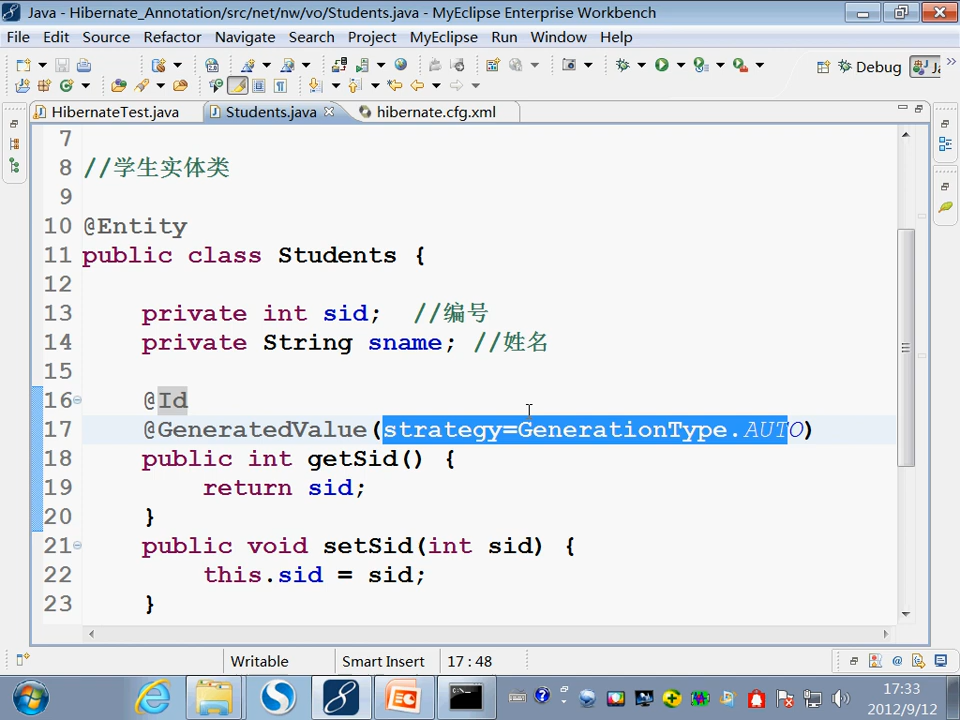 Java - Hibernate_Annotation/src/net/nw/vo/Students.java - MyEclipse Enterprise Workbench
File Edit Source Refactor Navigate Search Project MyEclipse Run Window Help
Debug
HibernateTest.java Students.java hibernate.cfg.xml
7
8 //学生实体类
9
10 @Entity
11 public class Students {
12
13 private int sid; //编号
14 private String sname; //姓名
15
16 @Id
17 @GeneratedValue(strategy=GenerationType.AUTO)
18 public int getSid() {
19 return sid;
20 }
21 public void setSid(int sid) {
22 this.sid = sid;
23 }
Writable Smart Insert 17 : 48
17:33
2012/9/12